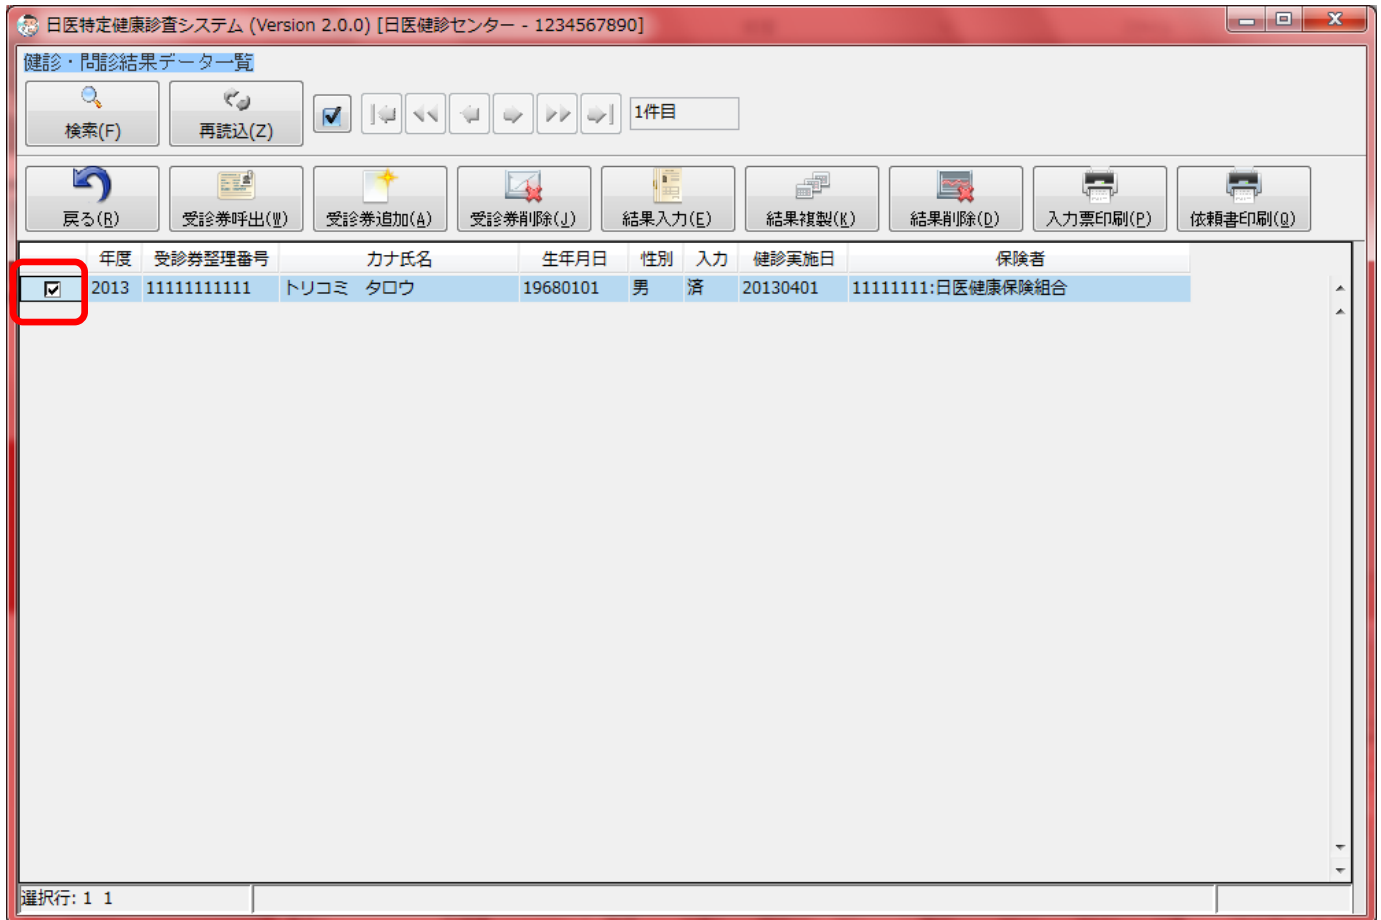 日医特定健康診査システム (Version 2.0.0) [日医健診センター - 1234567890]
健診・問診結果データ一覧
検索(F) 再読込(Z) 1件目
戻る(R) 受診券呼出(W) 受診券追加(A) 受診券削除(J) 結果入力(E) 結果複製(K) 結果削除(D) 入力票印刷(P) 依頼書印刷(Q)
年度 受診券整理番号 カナ氏名 生年月日 性別 入力 健診実施日 保険者
2013 11111111111 トリコミ タロウ 19680101 男 済 20130401 11111111:日医健康保険組合
選択行: 1 1